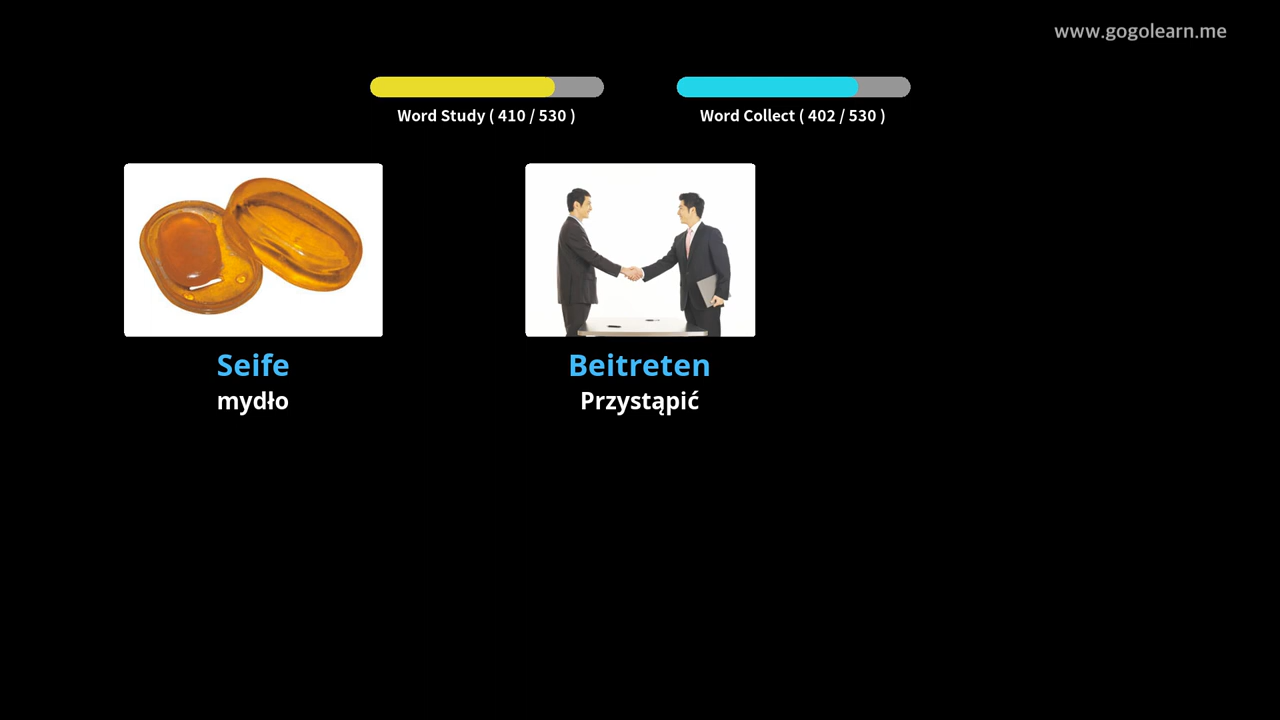 www.gogolearn.me
Word Study ( 410 / 530 )
Word Collect ( 402 / 530 )
Seife
mydło
Beitreten
Przystąpić